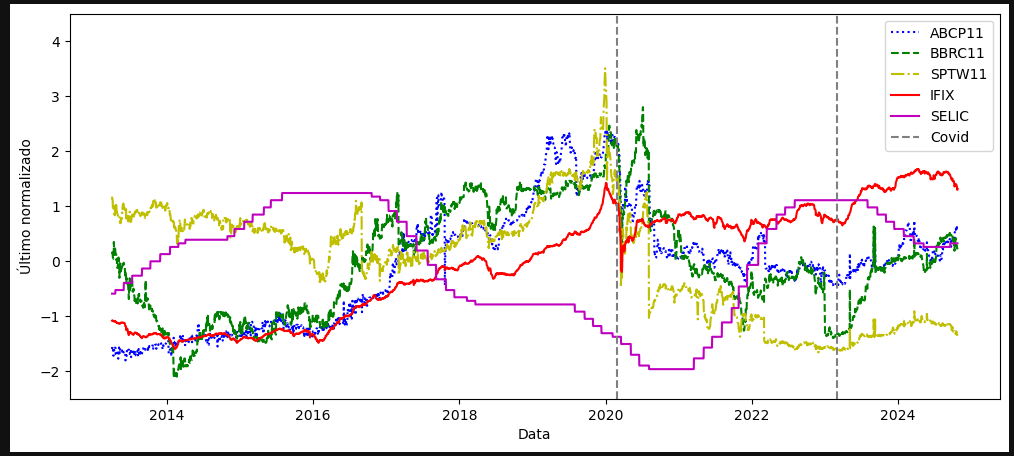 4
3
2
1
0
−1
−2
Último normalizado
ABCP11
BBRC11
SPTW11
IFIX
SELIC
Covid
2014 2016 2018 2020 2022 2024
Data